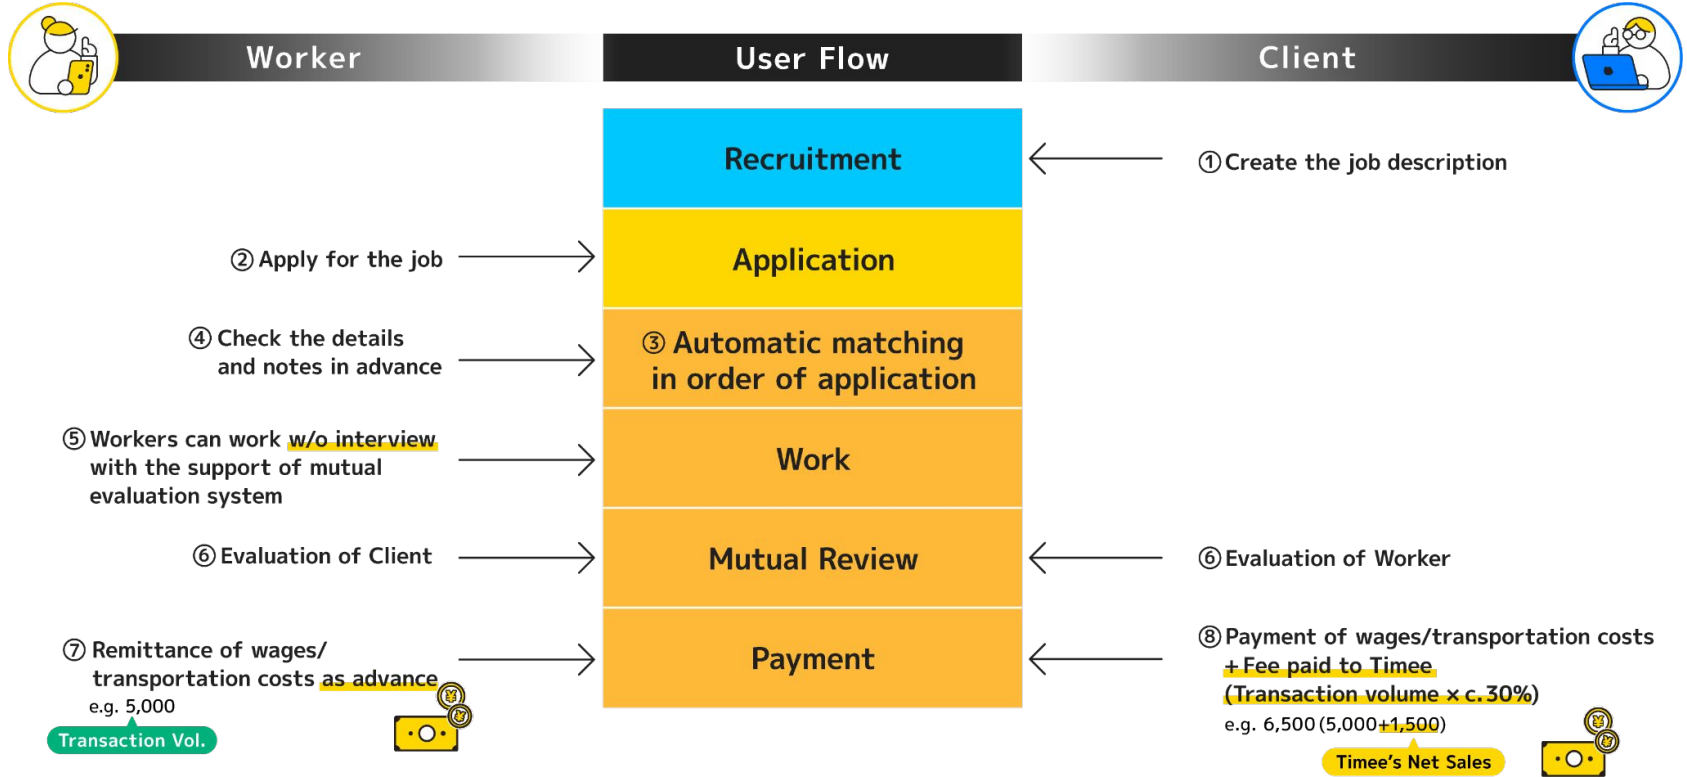 Worker
User Flow
Client
Recruitment
①Create the job description
②Apply for the job
Application
④Check the details
and notes in advance
③Automatic matching
in order of application
⑤Workers can work w/o interview
with the support of mutual
evaluation system
Work
⑥Evaluation of Client
Mutual Review
⑥Evaluation of Worker
⑦Remittance of wages/
transportation costs as advance
e.g. 5,000
Transaction Vol.
Payment
⑧Payment of wages/transportation costs
+Fee paid to Timee
(Transaction volume × c.30%)
e.g. 6,500 (5,000+1,500)
Timee's Net Sales